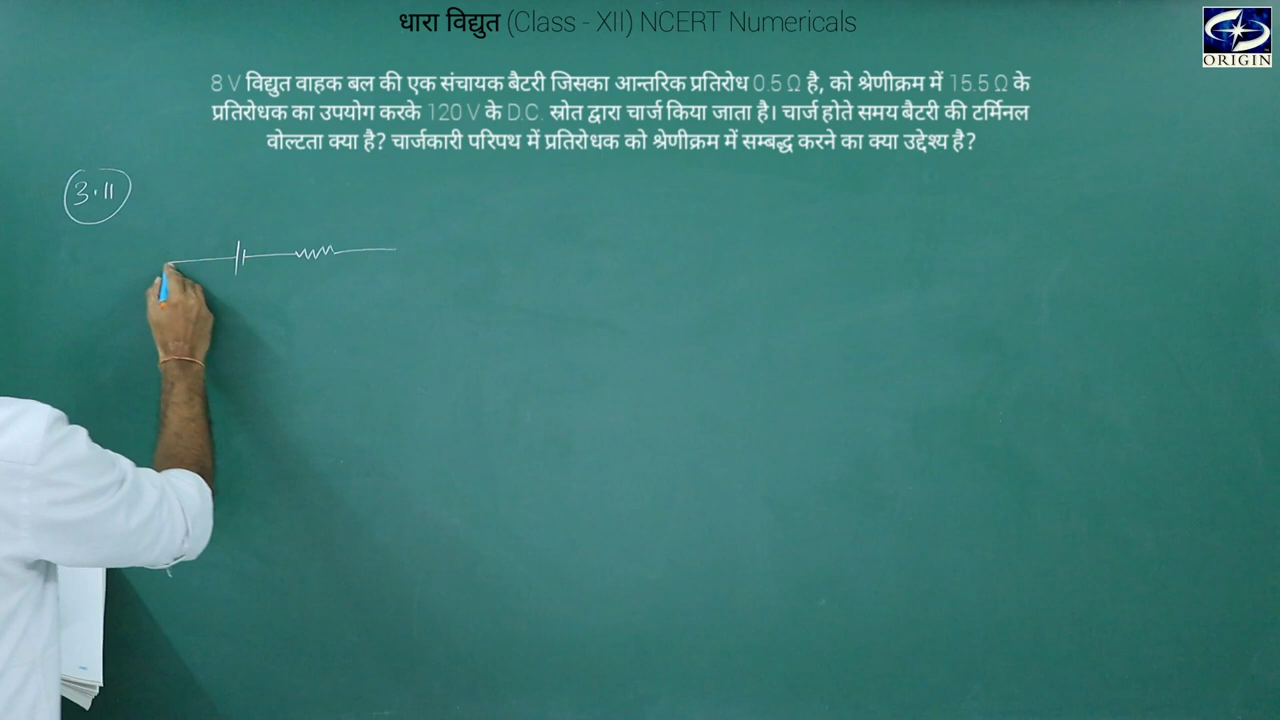 धारा विद्युत (Class - XII) NCERT Numericals
ORIGIN
8 V विद्युत वाहक बल की एक संचायक बैटरी जिसका आन्तरिक प्रतिरोध 0.5 Ω है, को श्रेणीक्रम में 15.5 Ω के
प्रतिरोधक का उपयोग करके 120 V के D.C. स्रोत द्वारा चार्ज किया जाता है। चार्ज होते समय बैटरी की टर्मिनल
वोल्टता क्या है? चार्जकारी परिपथ में प्रतिरोधक को श्रेणीक्रम में सम्बद्ध करने का क्या उद्देश्य है?
3.11